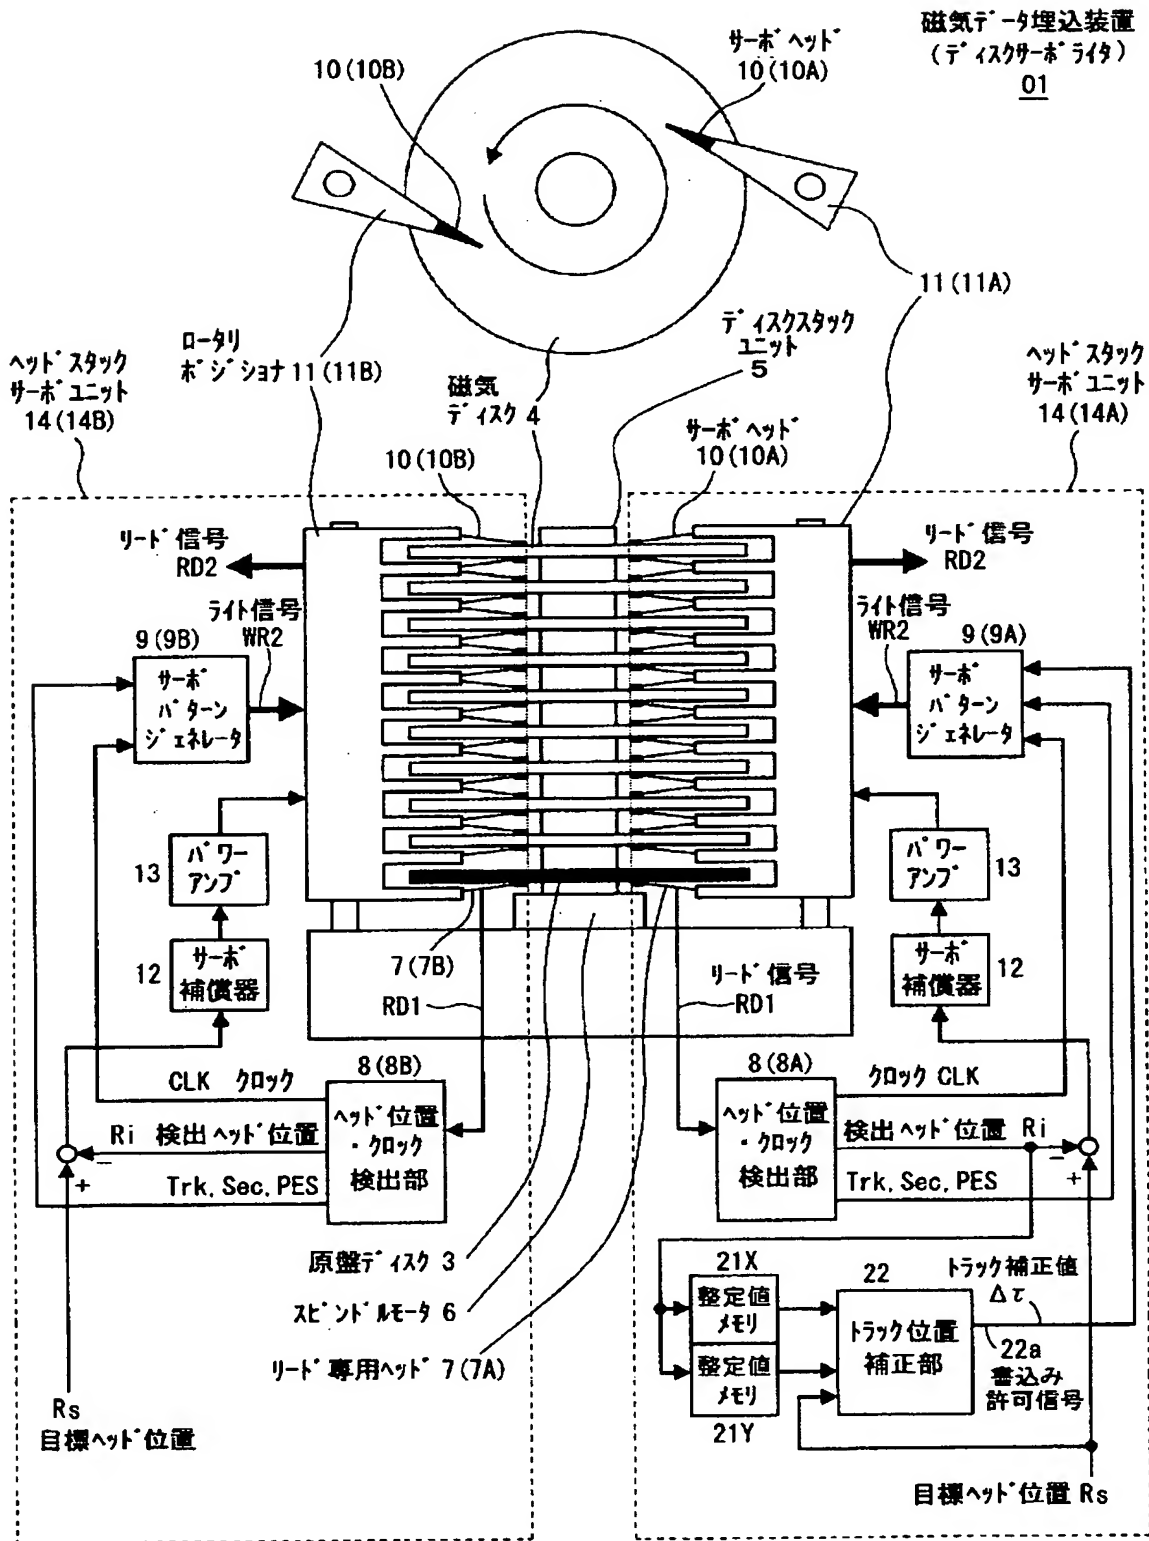 磁気データ埋込装置
(ディスクサーボライタ)
01
サーボヘッド
10(10A)
10(10B)
11(11A)
ロータリ
ポジショナ11(11B)
磁気
ディスク4
ディスクスタック
ユニット
5
ヘッドスタック
サーボユニット
14(14B)
ヘッドスタック
サーボユニット
14(14A)
10(10B)
サーボヘッド
10(10A)
リード信号
RD2
ライト信号
WR2
9(9B)
サーボ
パターン
ジェネレータ
リード信号
RD2
ライト信号
WR2
9(9A)
サーボ
パターン
ジェネレータ
13
パワー
アンプ
12
サーボ
補償器
パワー
アンプ
13
サーボ
補償器
12
7(7B)
RD1
リード信号
RD1
8(8B)
ヘッド位置
・クロック
検出部
CLK クロック
Ri 検出ヘッド位置
Trk,Sec,PES
−
+
8(8A)
ヘッド位置
・クロック
検出部
クロック CLK
検出ヘッド位置 Ri
Trk,Sec,PES
−
+
原盤ディスク3
スピンドルモータ6
リード専用ヘッド7(7A)
21X
整定値
メモリ
整定値
メモリ
21Y
22
トラック位置
補正部
トラック補正値
Δτ
22a
書込み
許可信号
Rs
目標ヘッド位置
目標ヘッド位置 Rs